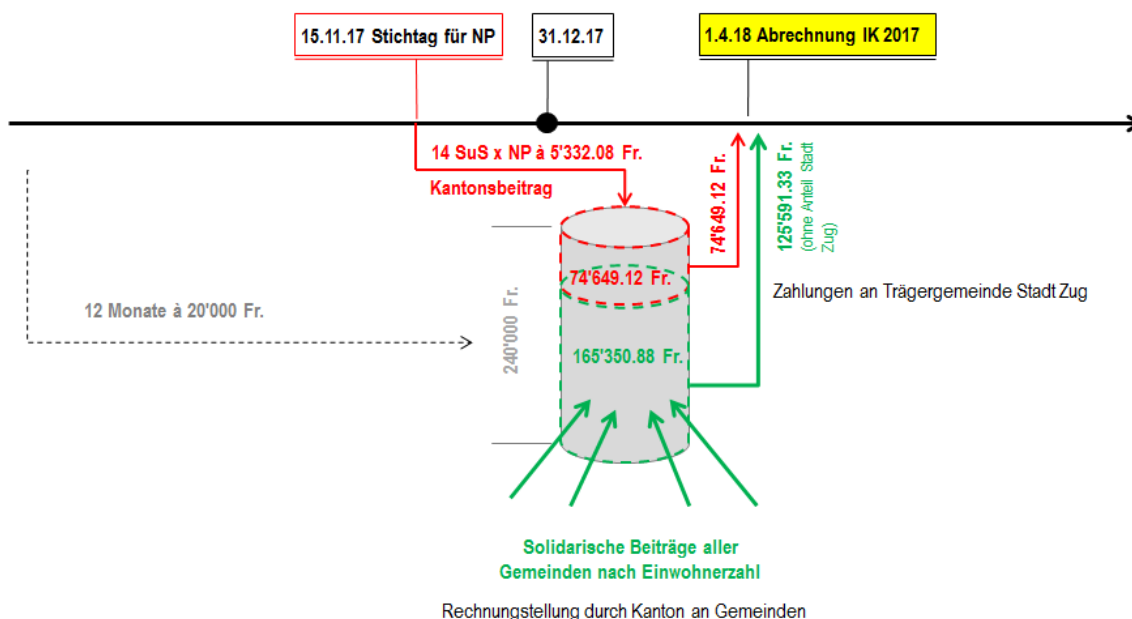 15.11.17 Stichtag für NP
31.12.17
1.4.18 Abrechnung IK 2017
14 SuS x NP à 5'332.08 Fr.
Kantonsbeitrag
74'649.12 Fr.
125'591.33 Fr.
(ohne Anteil Stadt
Zug)
74'649.12 Fr.
Zahlungen an Trägergemeinde Stadt Zug
12 Monate à 20'000 Fr.
240'000 Fr.
165'350.88 Fr.
Solidarische Beiträge aller
Gemeinden nach Einwohnerzahl
Rechnungstellung durch Kanton an Gemeinden